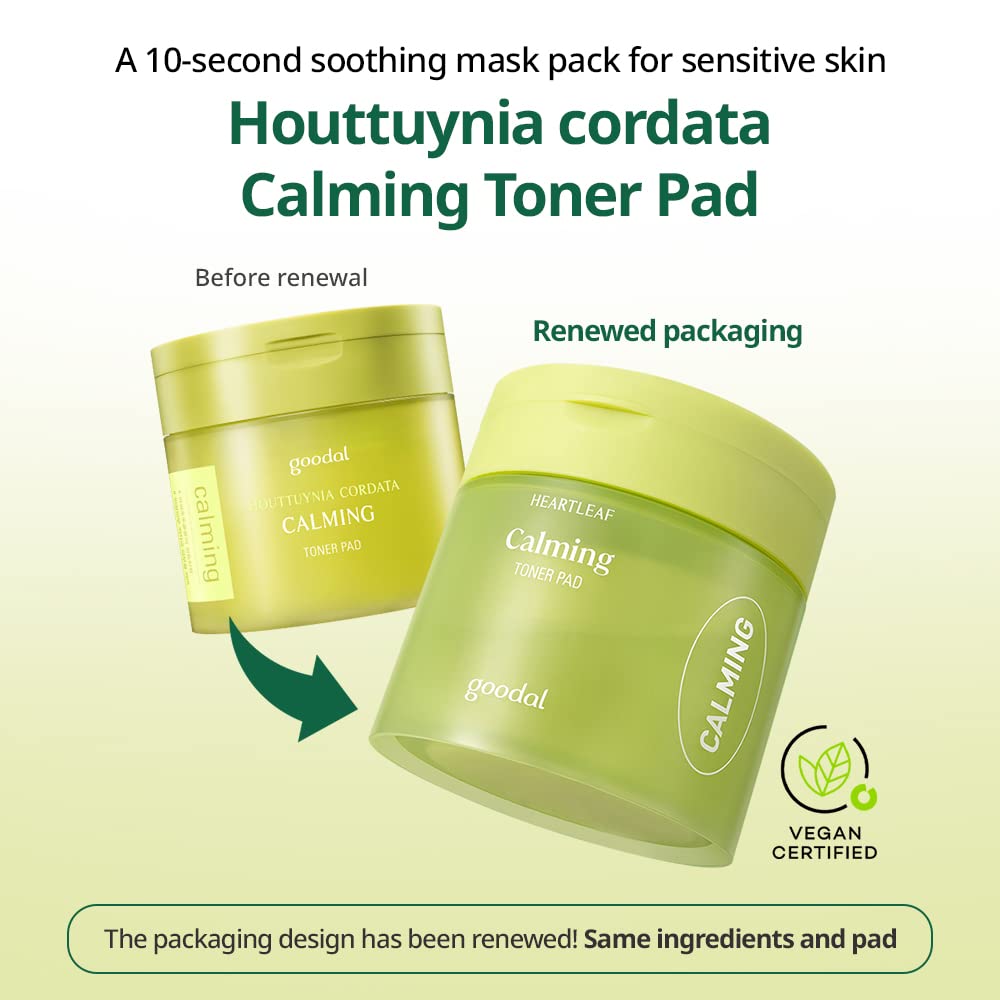 A 10-second soothing mask pack for sensitive skin
Houttuynia cordata
Calming Toner Pad
Before renewal
Renewed packaging
goodal
HOUTTUYNIA CORDATA
CALMING
TONER PAD
calming
HEARTLEAF
Calming
TONER PAD
goodal
CALMING
VEGAN
CERTIFIED
The packaging design has been renewed! Same ingredients and pad